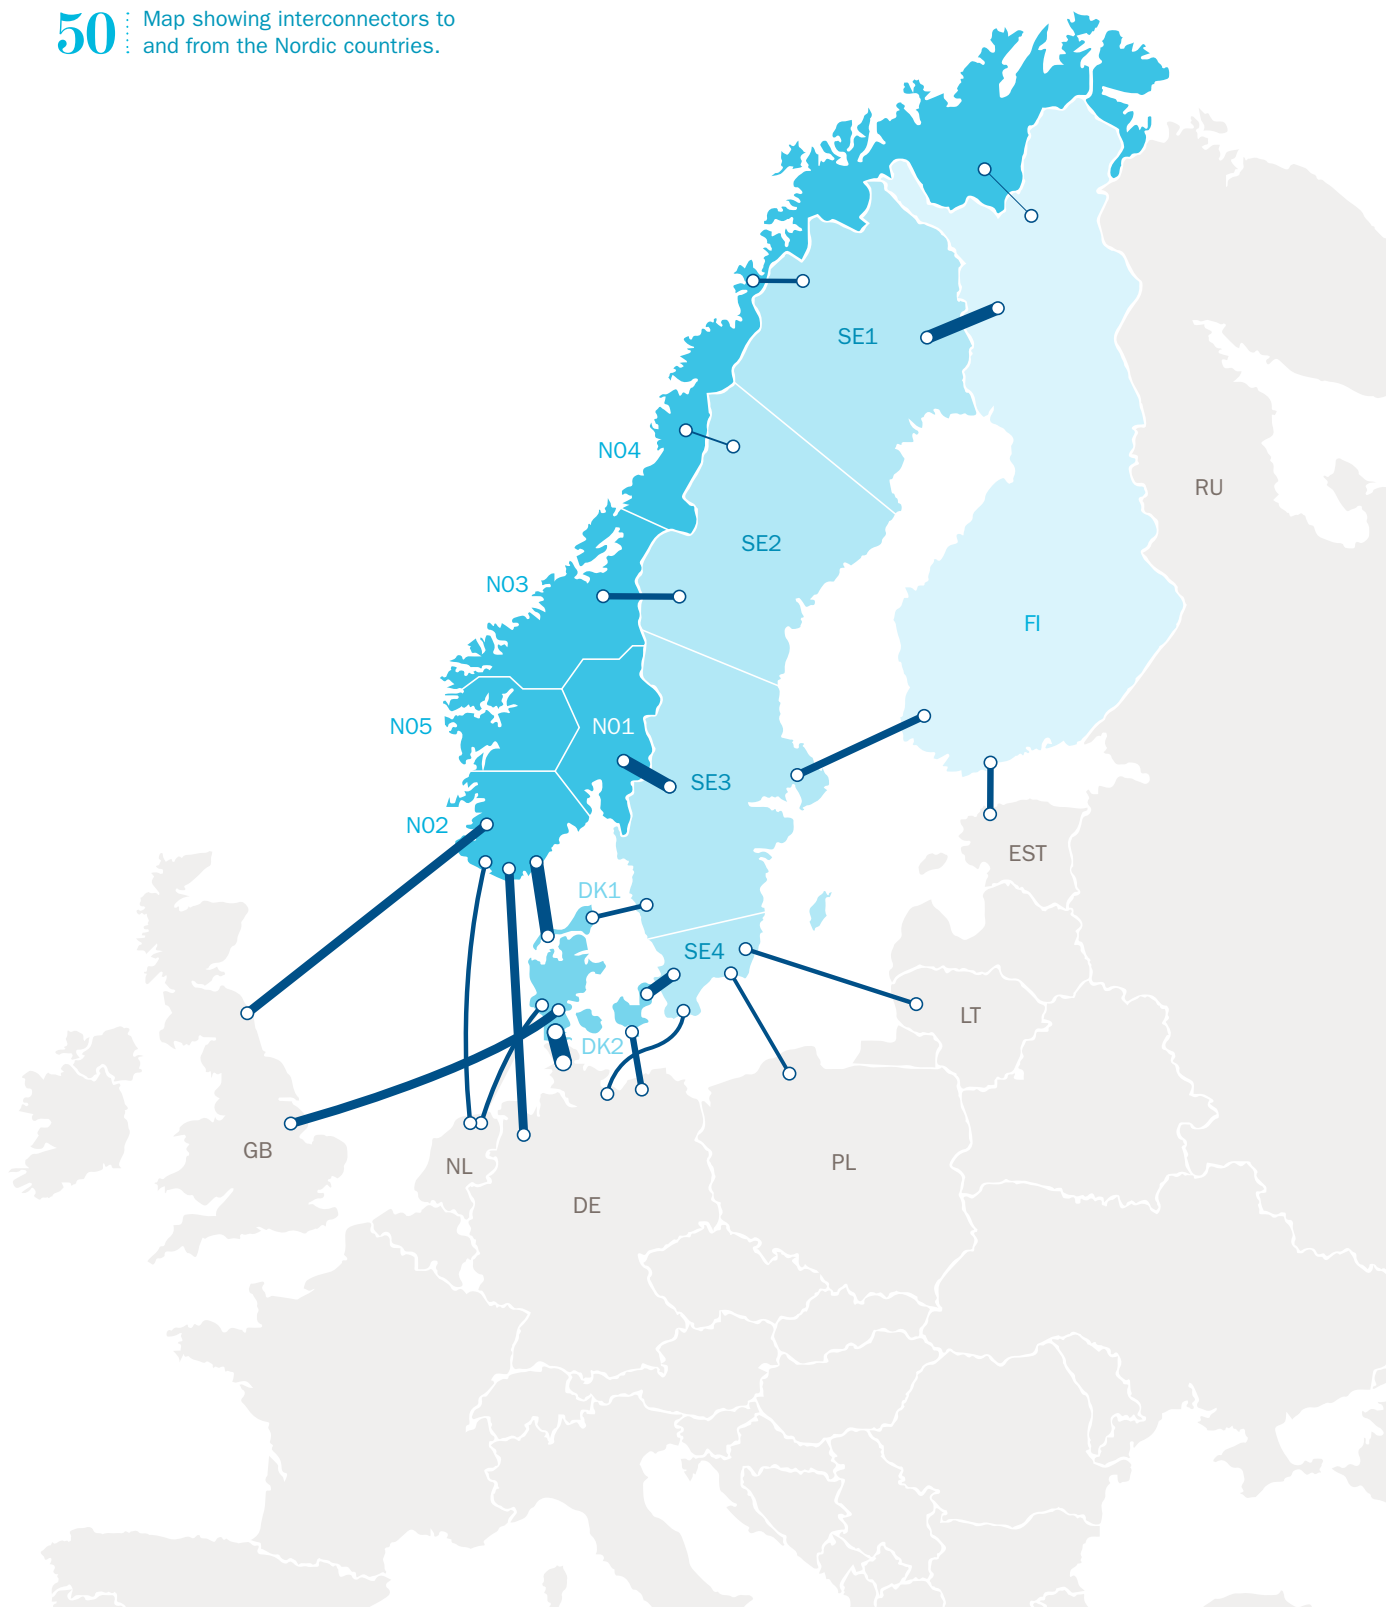 50
Map showing interconnectors to
and from the Nordic countries.
SE1
NO4
RU
SE2
NO3
FI
NO5
NO1
SE3
NO2
EST
DK1
SE4
LT
DK2
GB
NL
PL
DE